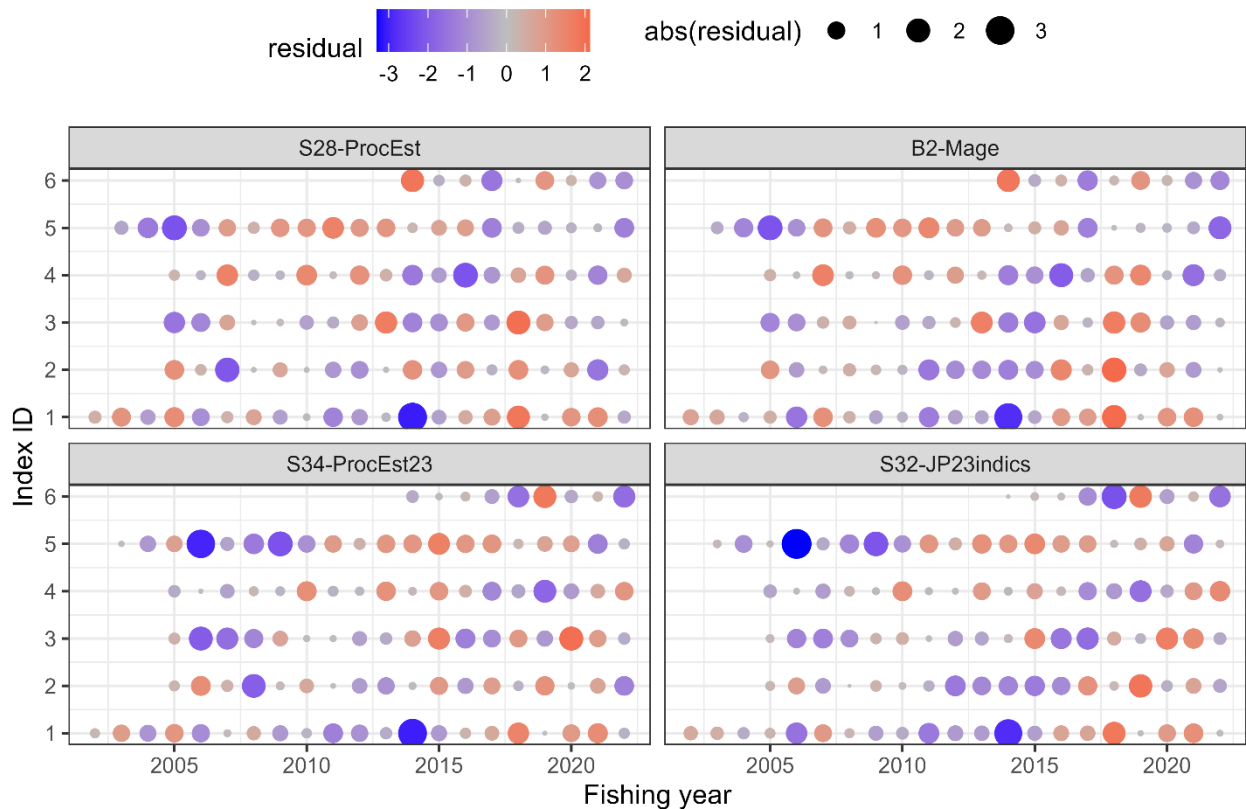 residual
-3 -2 -1 0 1 2
abs(residual) 1 2 3
S28-ProcEst
B2-Mage
6
5
4
3
2
1
S34-ProcEst23
S32-JP23indics
6
5
4
3
2
1
Index ID
2005 2010 2015 2020
2005 2010 2015 2020
Fishing year